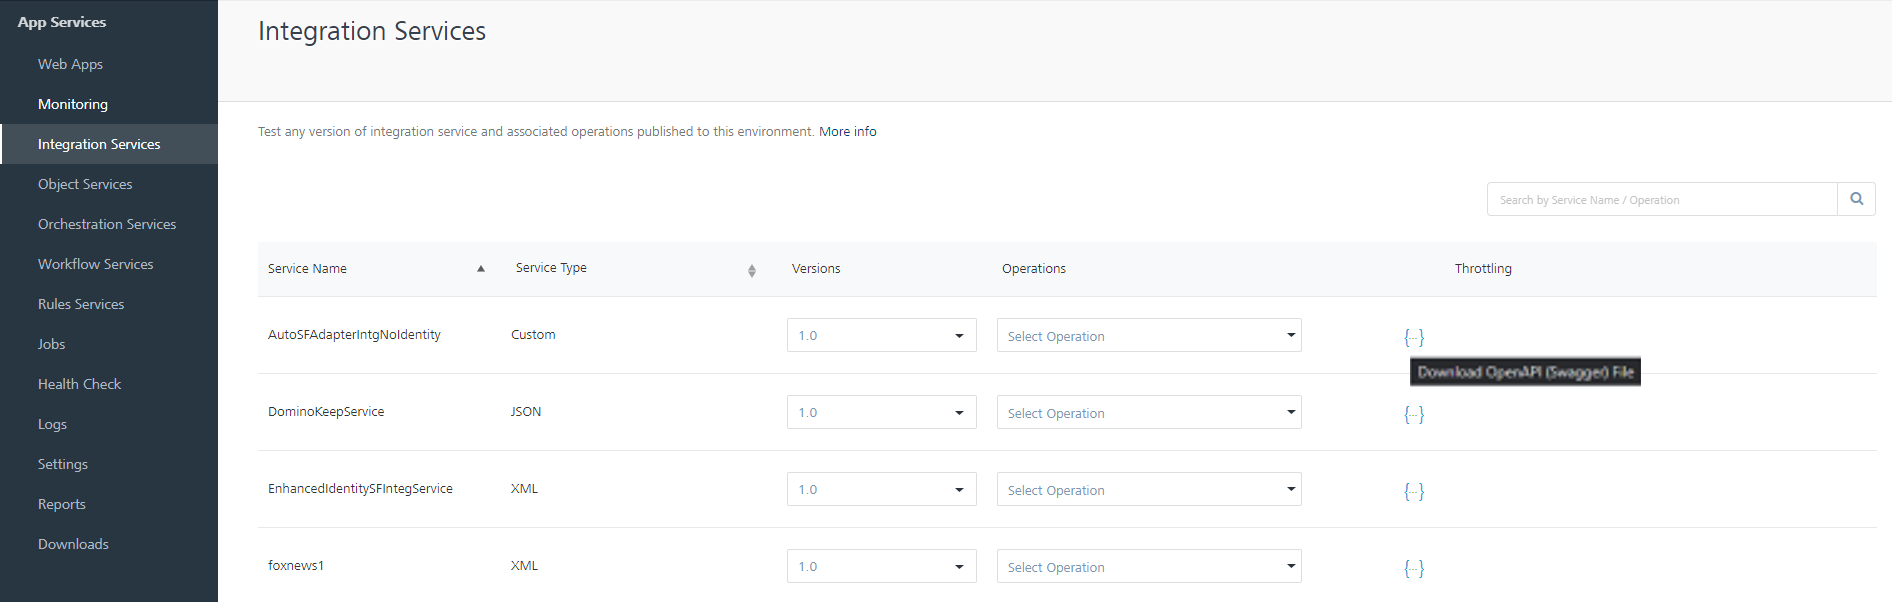 App Services
Web Apps
Monitoring
Integration Services
Object Services
Orchestration Services
Workflow Services
Rules Services
Jobs
Health Check
Logs
Settings
Reports
Downloads
Integration Services
Test any version of integration service and associated operations published to this environment. More info
Search by Service Name / Operation
Service Name Service Type Versions Operations Throttling
AutoSFAdapterIntgNoIdentity Custom 1.0 Select Operation {...}
Download OpenAPI (Swagger) File
DominoKeepService JSON 1.0 Select Operation {...}
EnhancedIdentitySFIntegService XML 1.0 Select Operation {...}
foxnews1 XML 1.0 Select Operation {...}